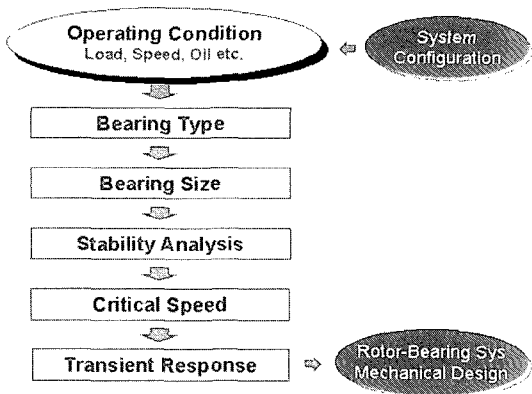 Operating Condition
Load, Speed, Oil etc.
System
Configuration
Bearing Type
Bearing Size
Stability Analysis
Critical Speed
Transient Response
Rotor-Bearing Sys
Mechanical Design